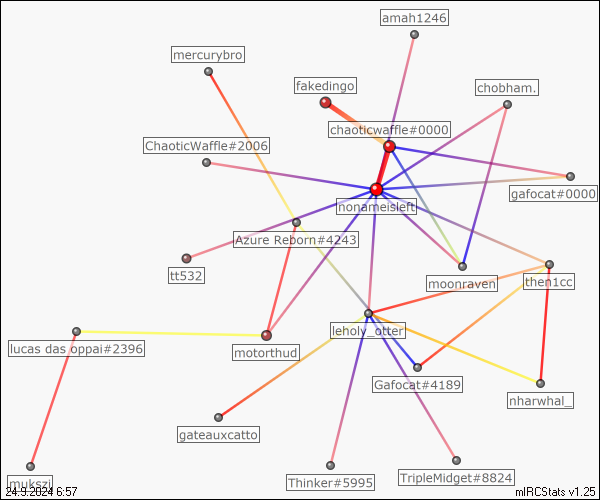 amah1246
mercurybro
fakedingo
chobham.
chaoticwaffle#0000
ChaoticWaffle#2006
gafocat#0000
nonameisleft
Azure Reborn#4243
tt532
moonraven
then1cc
leholy_otter
lucas das oppai#2396
motorthud
Gafocat#4189
nharwhal_
gateauxcatto
mukszi
Thinker#5995
TripleMidget#8824
24.9.2024 6:57
mIRCStats v1.25